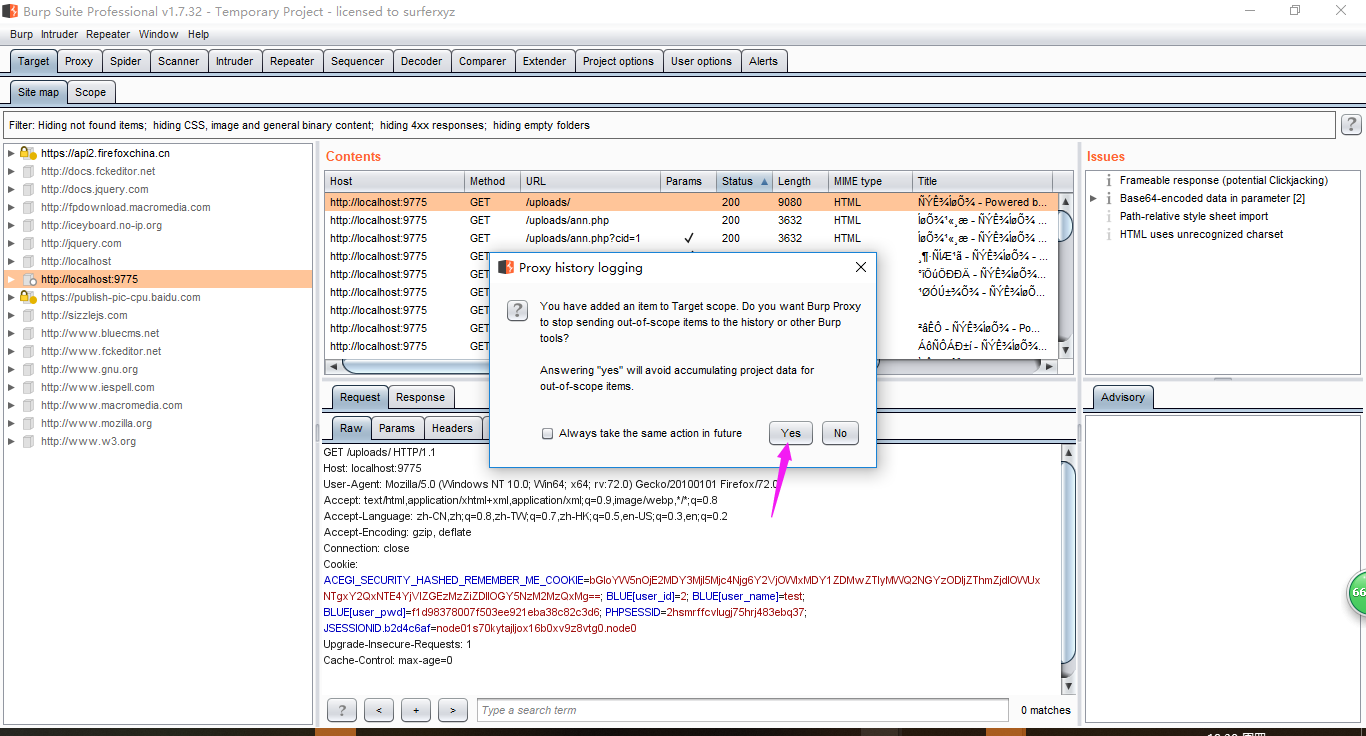 Burp Suite Professional v1.7.32 - Temporary Project - licensed to surferxyz
Burp Intruder Repeater Window Help
Target Proxy Spider Scanner Intruder Repeater Sequencer Decoder Comparer Extender Project options User options Alerts
Site map Scope
Filter: Hiding not found items; hiding CSS, image and general binary content; hiding 4xx responses; hiding empty folders
?
https://api2.firefoxchina.cn
http://docs.fckeditor.net
http://docs.jquery.com
http://fpdownload.macromedia.com
http://iceyboard.no-ip.org
http://jquery.com
http://localhost
http://localhost:9775
https://publish-pic-cpu.baidu.com
http://sizzlejs.com
http://www.bluecms.net
http://www.fckeditor.net
http://www.gnu.org
http://www.iespell.com
http://www.macromedia.com
http://www.mozilla.org
http://www.w3.org
Contents
Host Method URL Params Status Length MIME type Title
http://localhost:9775 GET /uploads/ 200 9080 HTML ÑÝÊ¾ÍøÕ¾ - Powered b...
http://localhost:9775 GET /uploads/ann.php 200 3632 HTML
http://localhost:9775 GET /uploads/ann.php?cid=1 ✓ 200 3632 HTML
http://localhost:9775 GET
http://localhost:9775 GET
http://localhost:9775 GET
http://localhost:9775 GET
http://localhost:9775 GET
http://localhost:9775 GET
Issues
Frameable response (potential Clickjacking)
Base64-encoded data in parameter [2]
Path-relative style sheet import
HTML uses unrecognized charset
Proxy history logging
?
You have added an item to Target scope. Do you want Burp Proxy
to stop sending out-of-scope items to the history or other Burp
tools?
Answering "yes" will avoid accumulating project data for
out-of-scope items.
Always take the same action in future
Yes No
Request Response
Raw Params Headers
GET /uploads/ HTTP/1.1
Host: localhost:9775
User-Agent: Mozilla/5.0 (Windows NT 10.0; Win64; x64; rv:72.0) Gecko/20100101 Firefox/72.0
Accept: text/html,application/xhtml+xml,application/xml;q=0.9,image/webp,*/*;q=0.8
Accept-Language: zh-CN,zh;q=0.8,zh-TW;q=0.7,zh-HK;q=0.5,en-US;q=0.3,en;q=0.2
Accept-Encoding: gzip, deflate
Connection: close
Cookie:
BLUE[user_id]=2; BLUE[user_name]=test;
BLUE[user_pwd]=f1d98378007f503ee921eba38c82c3d6; PHPSESSID=2hsmrffcvlugj75hrj483ebq37;
JSESSIONID.b2d4c6af=node01s70kytajljox16b0xv9z8vtg0.node0
Upgrade-Insecure-Requests: 1
Cache-Control: max-age=0
Advisory
66
? < + > Type a search term 0 matches